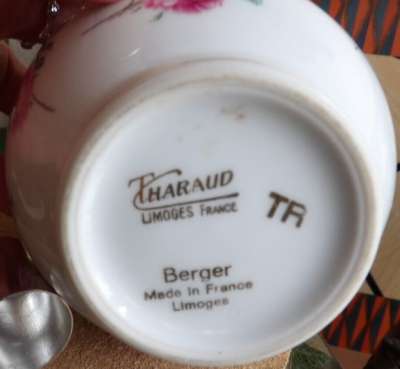 THARAUD
LIMOGES FRANCE
TR
Berger
Made in France
Limoges